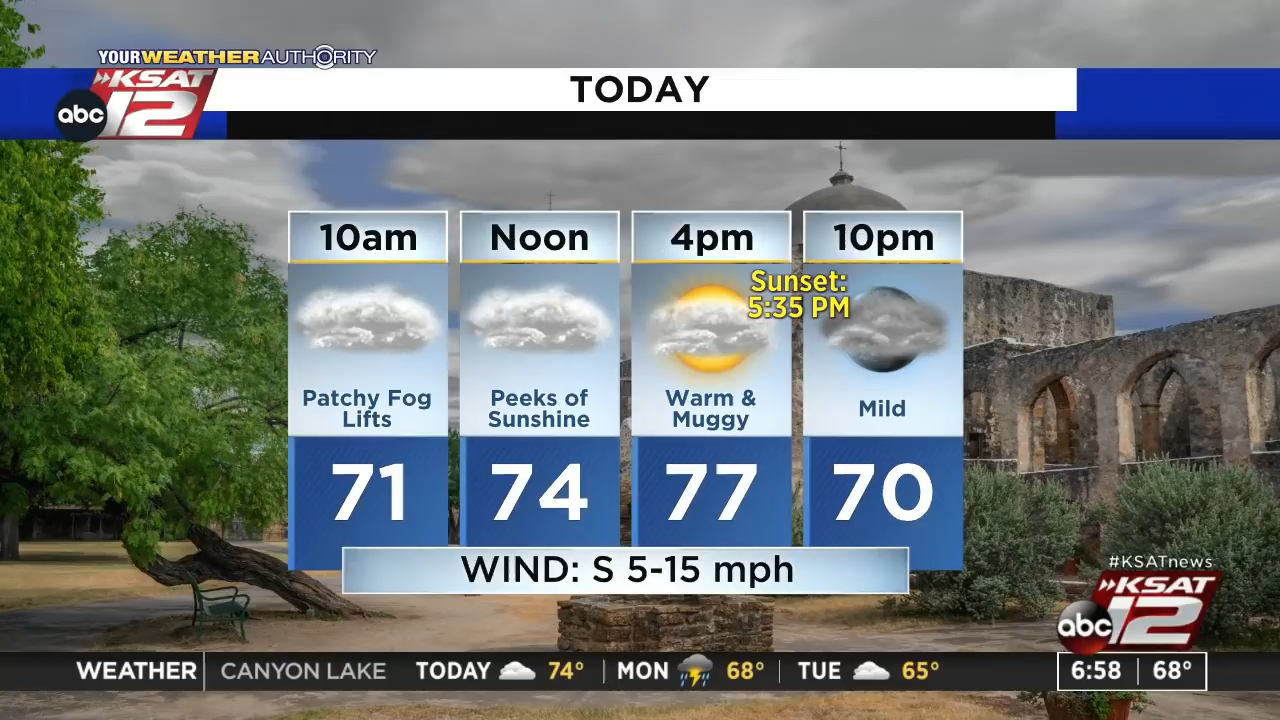 YOURWEATHERAUTHORITY
KSAT
abc 12
TODAY
10am
Patchy Fog
Lifts
71
Noon
Peeks of
Sunshine
74
4pm
Warm &
Muggy
77
Sunset:
5:35 PM
10pm
Mild
70
WIND: S 5-15 mph
#KSATnews
KSAT
abc 12
WEATHER CANYON LAKE TODAY 74° MON 68° TUE 65° 6:58 68°